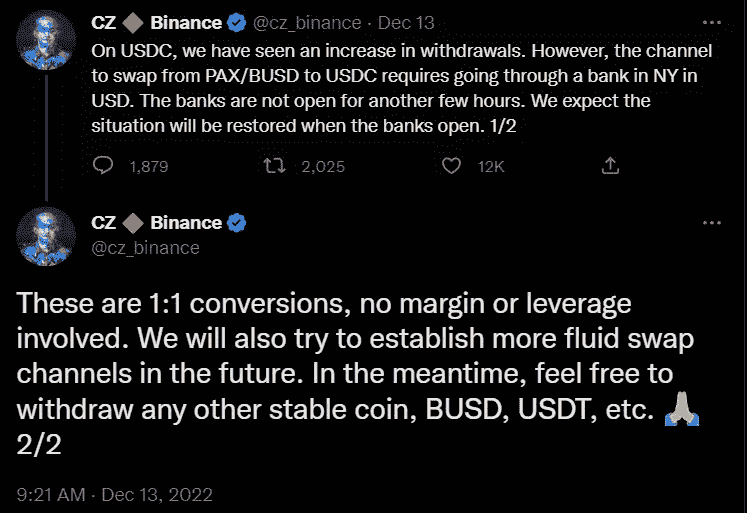 CZ 🔶 Binance @cz_binance · Dec 13
On USDC, we have seen an increase in withdrawals. However, the channel
to swap from PAX/BUSD to USDC requires going through a bank in NY in
USD. The banks are not open for another few hours. We expect the
situation will be restored when the banks open. 1/2
1,879 2,025 12K
CZ 🔶 Binance
@cz_binance
These are 1:1 conversions, no margin or leverage
involved. We will also try to establish more fluid swap
channels in the future. In the meantime, feel free to
withdraw any other stable coin, BUSD, USDT, etc. 🙏
2/2
9:21 AM · Dec 13, 2022